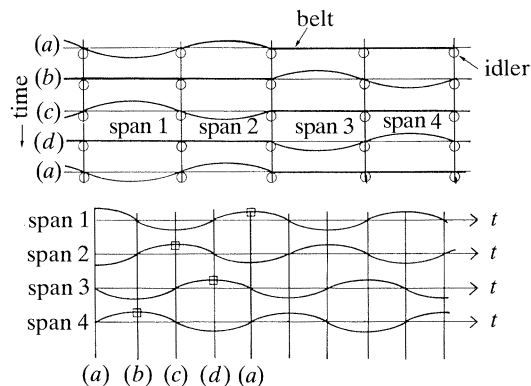 belt
(a)
idler
(b)
time
(c)
span 1 span 2 span 3 span 4
(d)
(a)
span 1 t
span 2 t
span 3 t
span 4 t
(a) (b) (c) (d) (a)